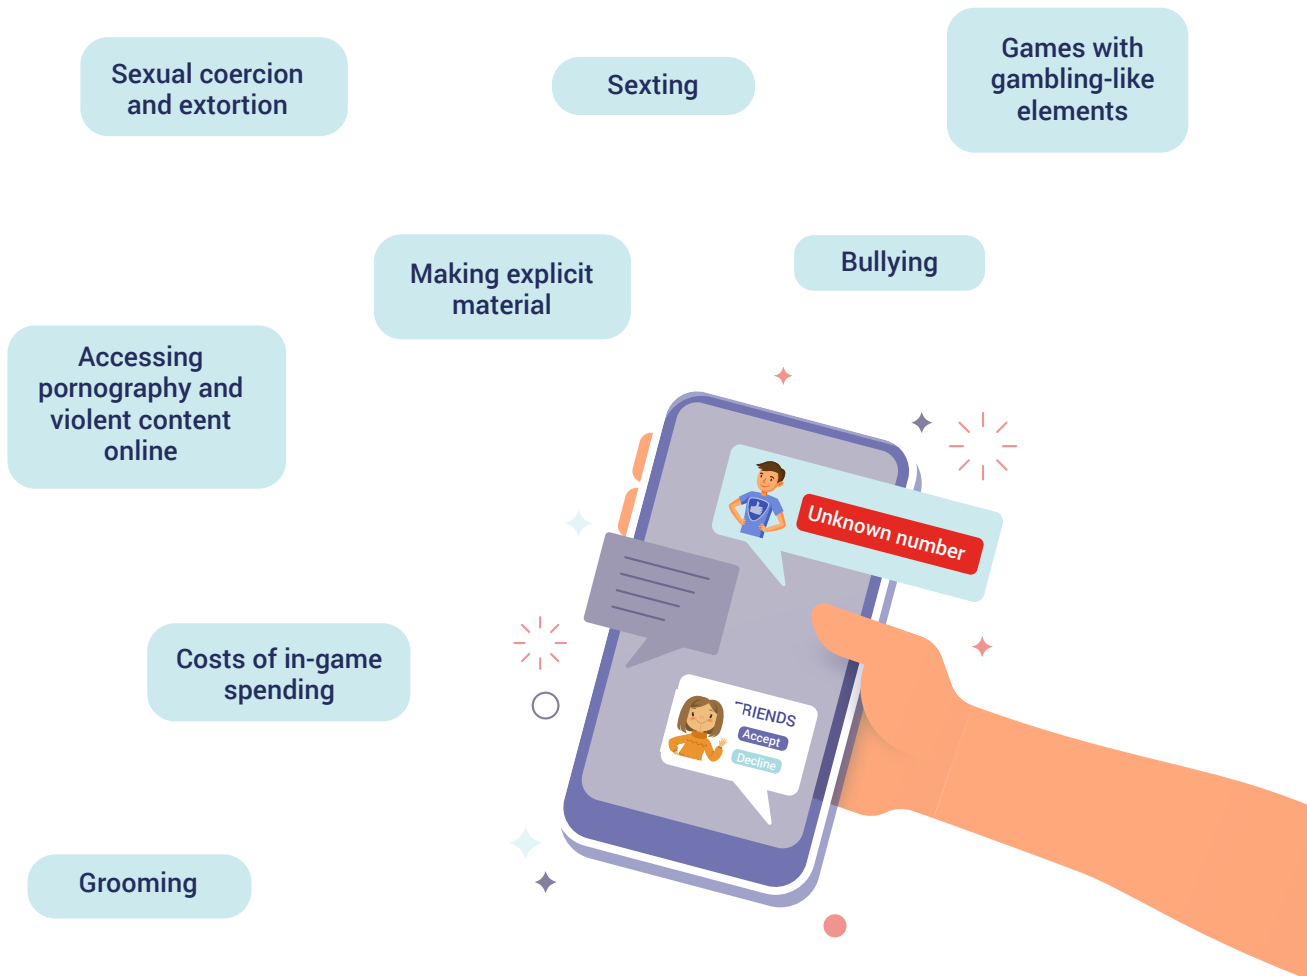 Sexual coercion
and extortion
Sexting
Games with
gambling-like
elements
Making explicit
material
Bullying
Accessing
pornography and
violent content
online
Unknown number
Costs of in-game
spending
FRIENDS
Accept
Decline
Grooming